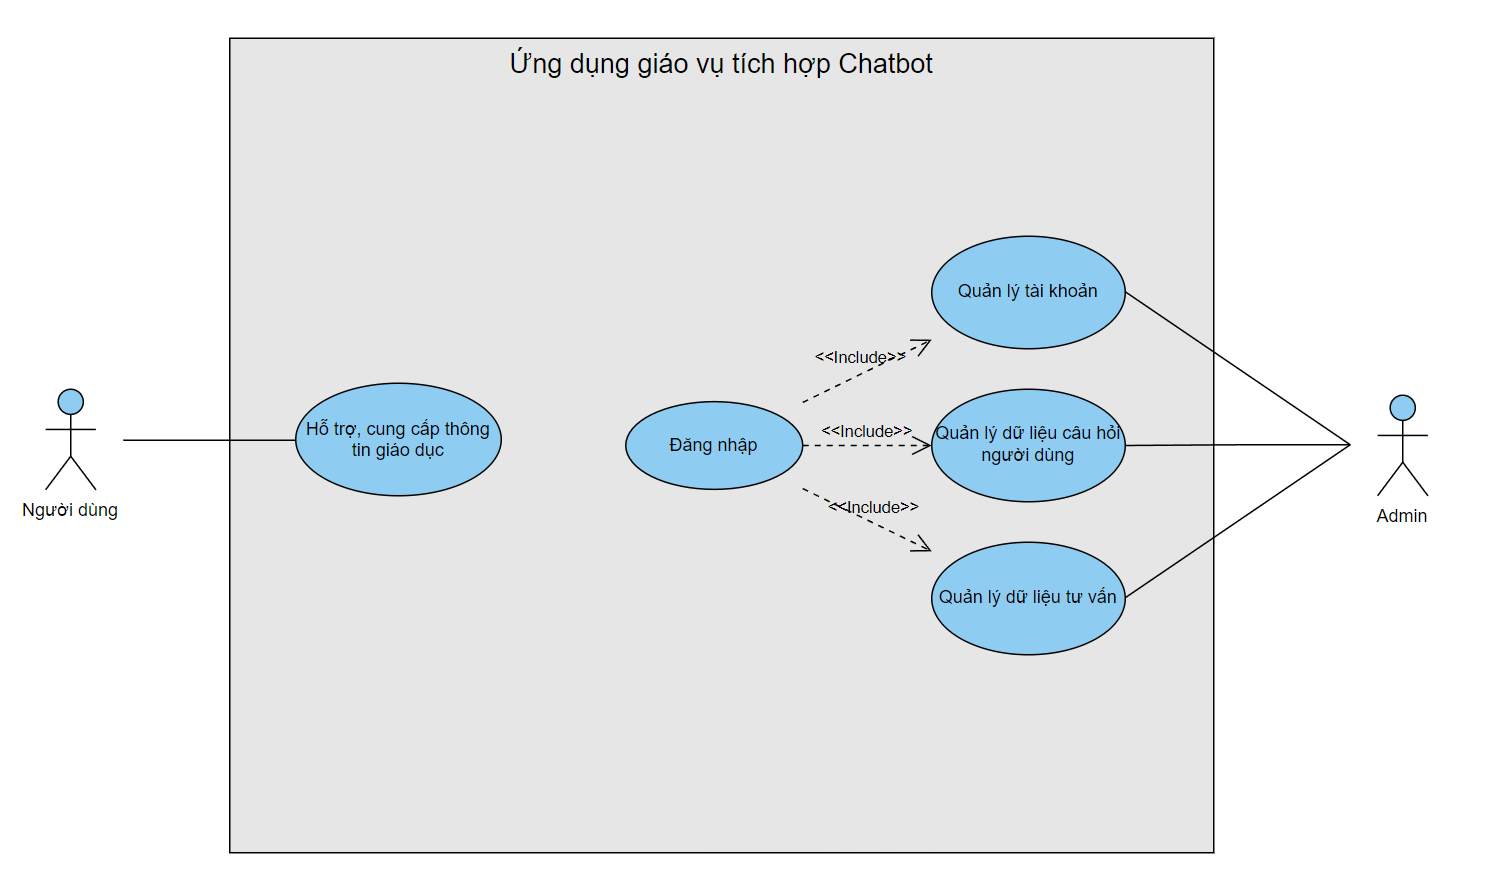 Ứng dụng giáo vụ tích hợp Chatbot
Quản lý tài khoản
<<Include>>
Hỗ trợ, cung cấp thông
tin giáo dục
Đăng nhập
<<Include>>
Quản lý dữ liệu câu hỏi
người dùng
<<Include>>
Người dùng
Admin
Quản lý dữ liệu tư vấn